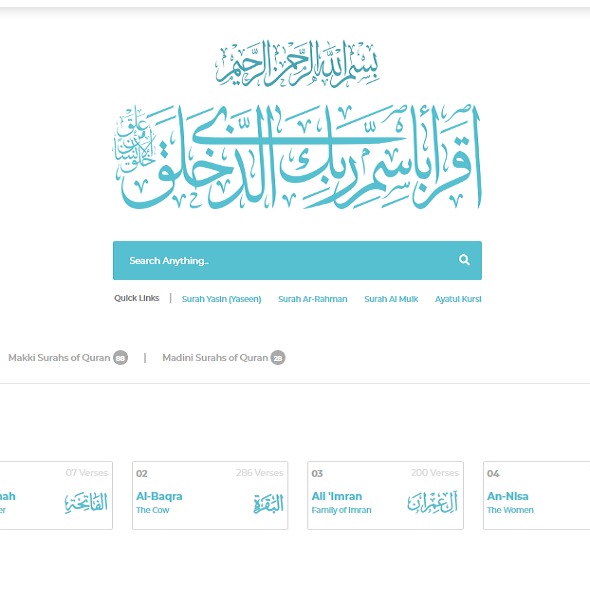 بسم الله الرحمن الرحيم
اقرأ باسم ربك الذي خلق
خلق الإنسان من علق
Search Anything..
Quick Links | Surah Yasin (Yaseen) Surah Ar-Rahman Surah Al Mulk Ayatul Kursi
Makki Surahs of Quran 86 | Madini Surahs of Quran 28
07 Verses
ah
er
الفاتحة
02 286 Verses
Al-Baqra
The Cow
البقرة
03 200 Verses
Al-i'Imran
Family of Imran
آل عمران
04
An-Nisa
The Women